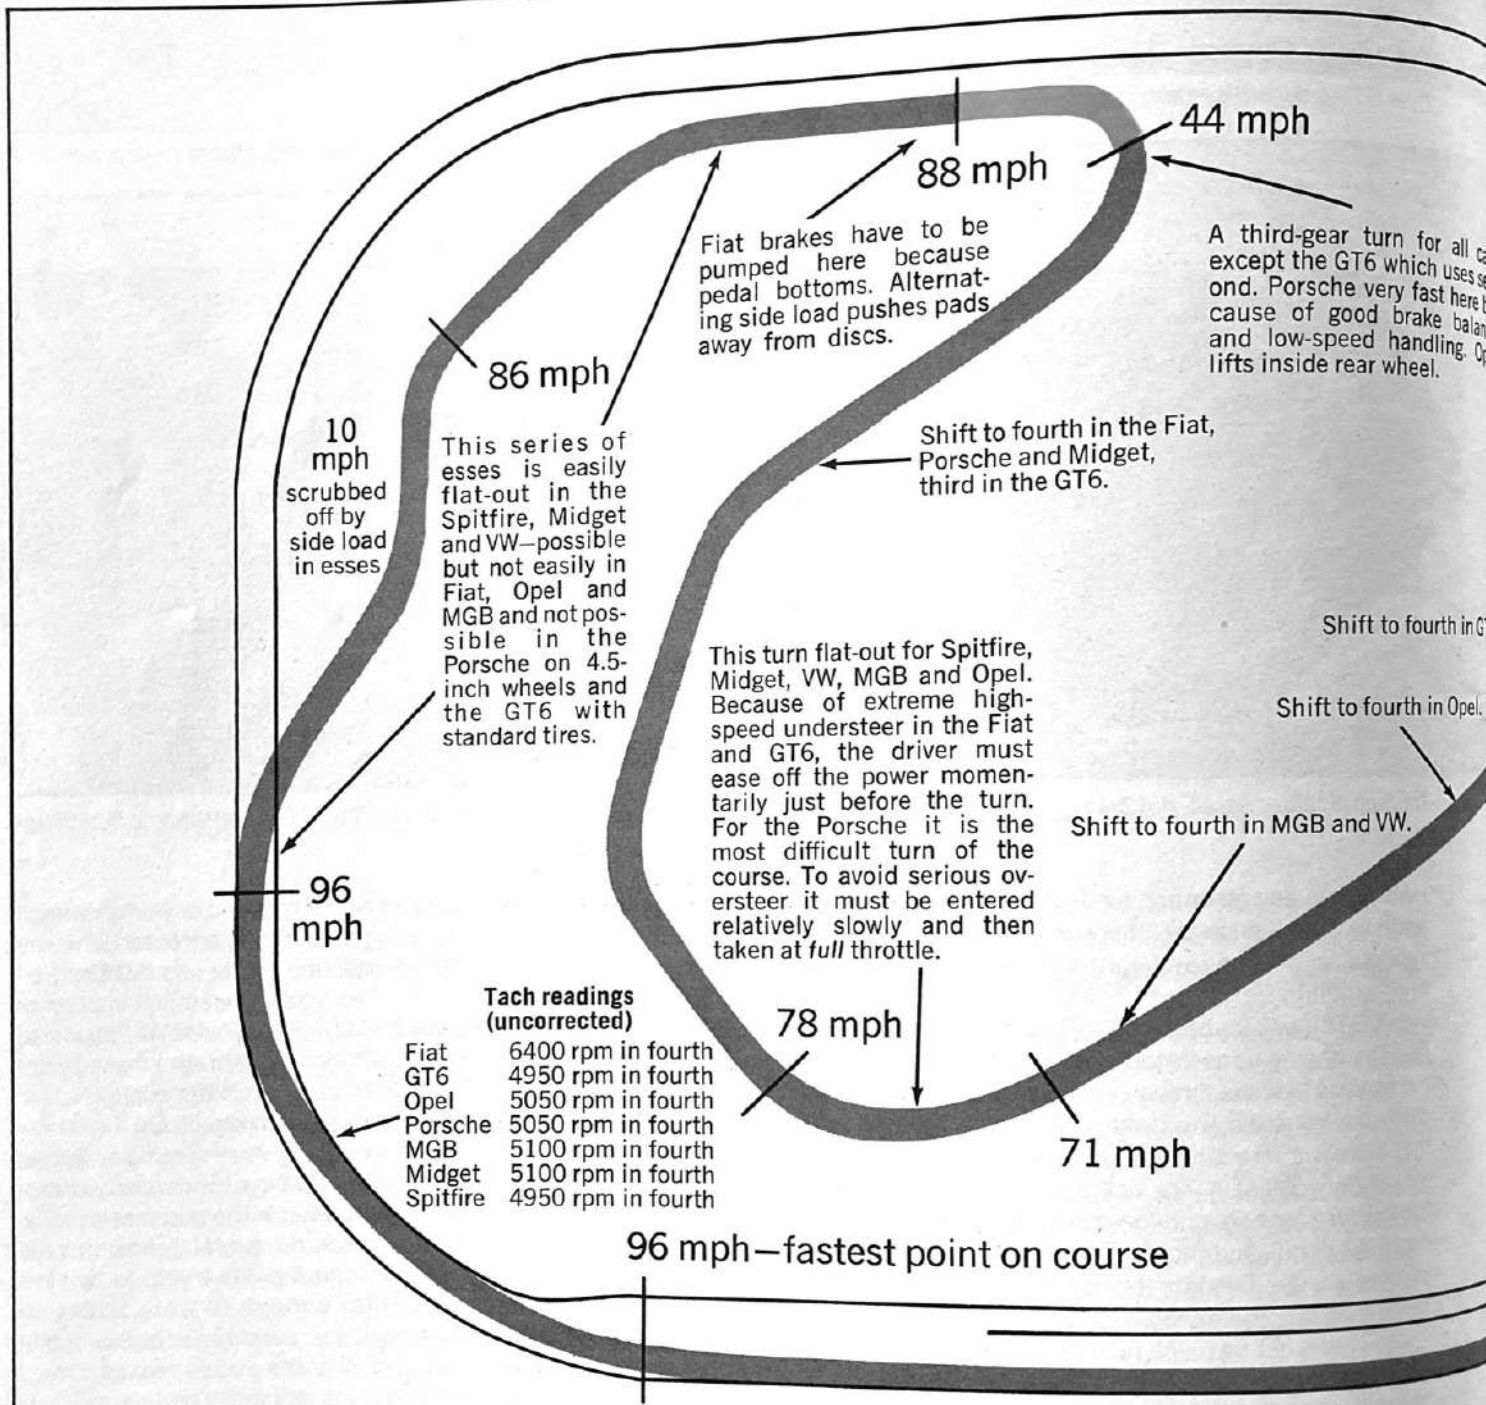 44 mph
88 mph
Fiat brakes have to be
pumped here because
pedal bottoms. Alternat-
ing side load pushes pads
away from discs.
A third-gear turn for all
except the GT6 which uses
ond. Porsche very fast here
cause of good brake
and low-speed handling.
lifts inside rear wheel.
86 mph
10
mph
scrubbed
off by
side load
in esses
This series of
esses is easily
flat-out in the
Spitfire, Midget
and VW—possible
but not easily in
Fiat, Opel and
MGB and not pos-
sible in the
Porsche on 4.5-
inch wheels and
the GT6 with
standard tires.
Shift to fourth in the Fiat,
Porsche and Midget,
third in the GT6.
Shift to fourth in
Shift to fourth in Opel.
Shift to fourth in MGB and VW.
This turn flat-out for Spitfire,
Midget, VW, MGB and Opel.
Because of extreme high-
speed understeer in the Fiat
and GT6, the driver must
ease off the power momen-
tarily just before the turn.
For the Porsche it is the
most difficult turn of the
course. To avoid serious ov-
ersteer it must be entered
relatively slowly and then
taken at full throttle.
96
mph
Tach readings
(uncorrected)
Fiat 6400 rpm in fourth
GT6 4950 rpm in fourth
Opel 5050 rpm in fourth
Porsche 5050 rpm in fourth
MGB 5100 rpm in fourth
Midget 5100 rpm in fourth
Spitfire 4950 rpm in fourth
78 mph
71 mph
96 mph—fastest point on course